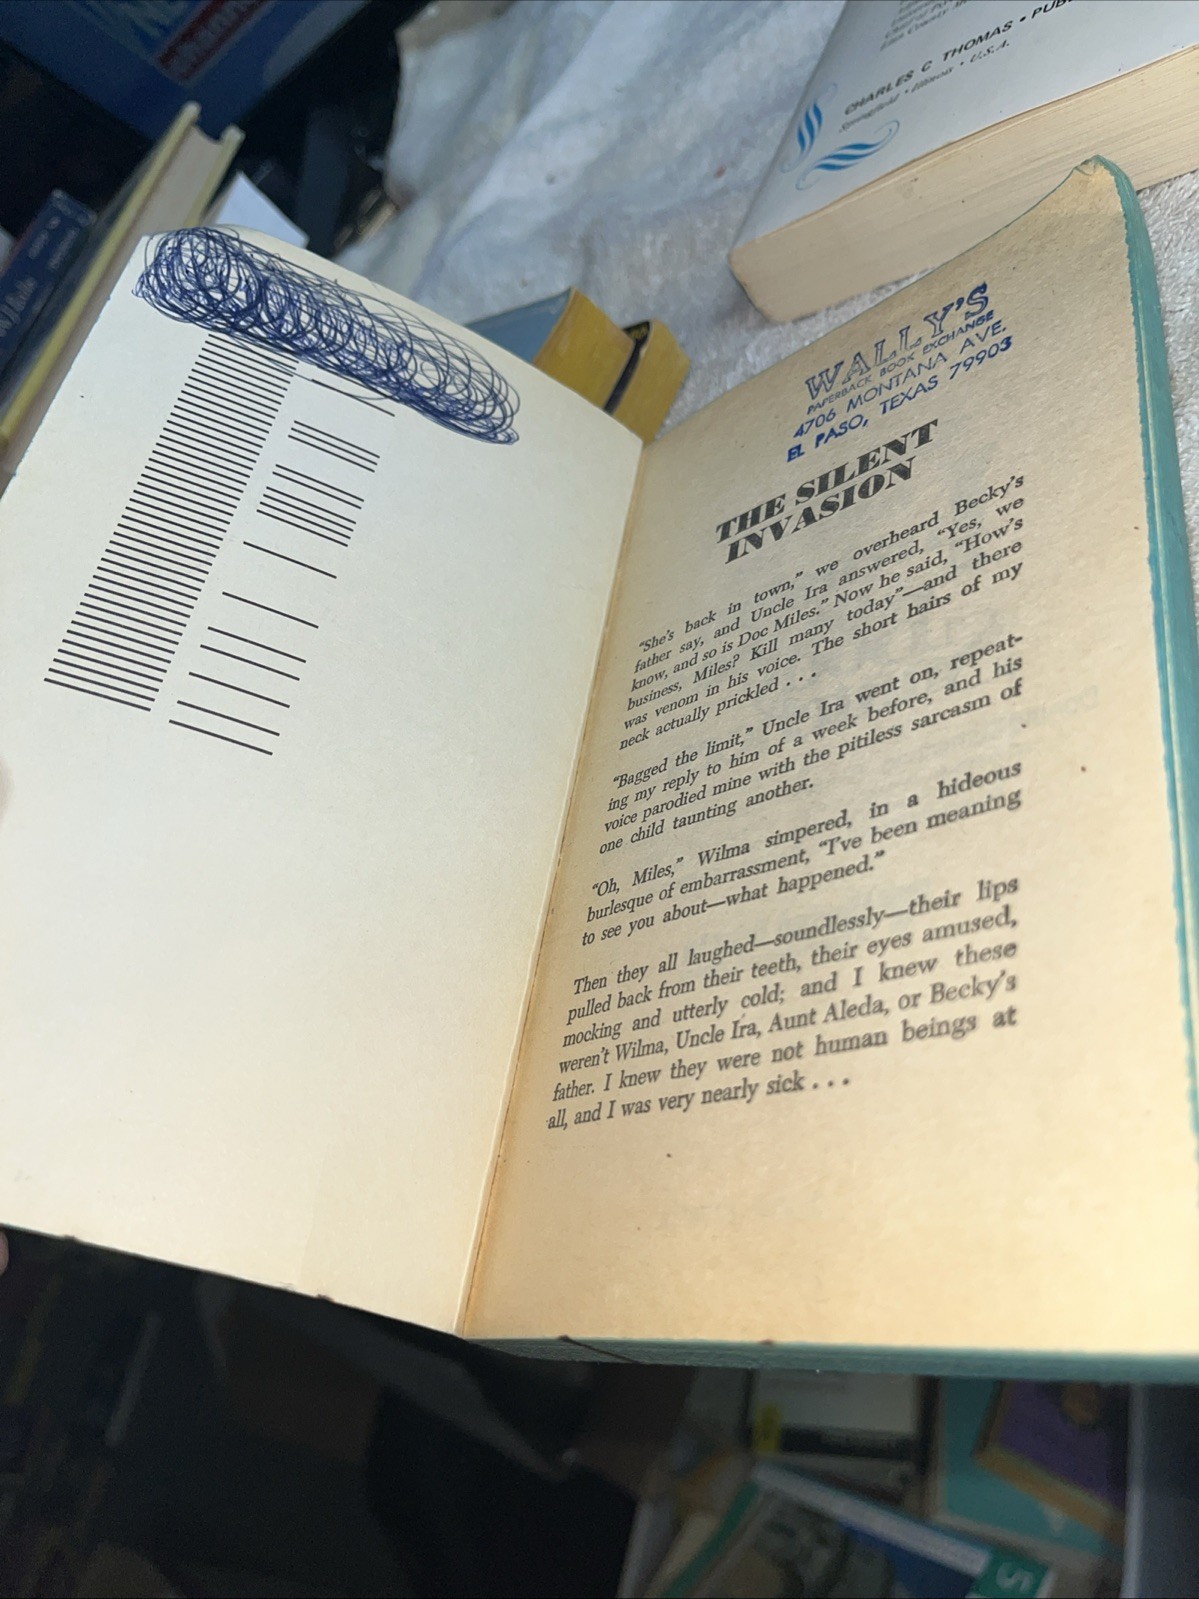 CHARLES C THOMAS • PUB
Springfield • Illinois • U.S.A.
WALLY'S
PAPERBACK BOOK EXCHANGE
4706 MONTANA AVE.
EL PASO, TEXAS 79903
THE SILENT
INVASION
"She's back in town," we overheard Becky's
father say, and Uncle Ira answered, "Yes, we
know, and so is Doc Miles." Now he said, "How's
business, Miles? Kill many today"—and there
was venom in his voice. The short hairs of my
neck actually prickled . . .
"Bagged the limit," Uncle Ira went on, repeat-
ing my reply to him of a week before, and his
voice parodied mine with the pitiless sarcasm of
one child taunting another.
"Oh, Miles," Wilma simpered, in a hideous
burlesque of embarrassment, "I've been meaning
to see you about—what happened."
Then they all laughed—soundlessly—their lips
pulled back from their teeth, their eyes amused,
mocking and utterly cold; and I knew these
weren't Wilma, Uncle Ira, Aunt Aleda, or Becky's
father. I knew they were not human beings at
all, and I was very nearly sick . . .
5